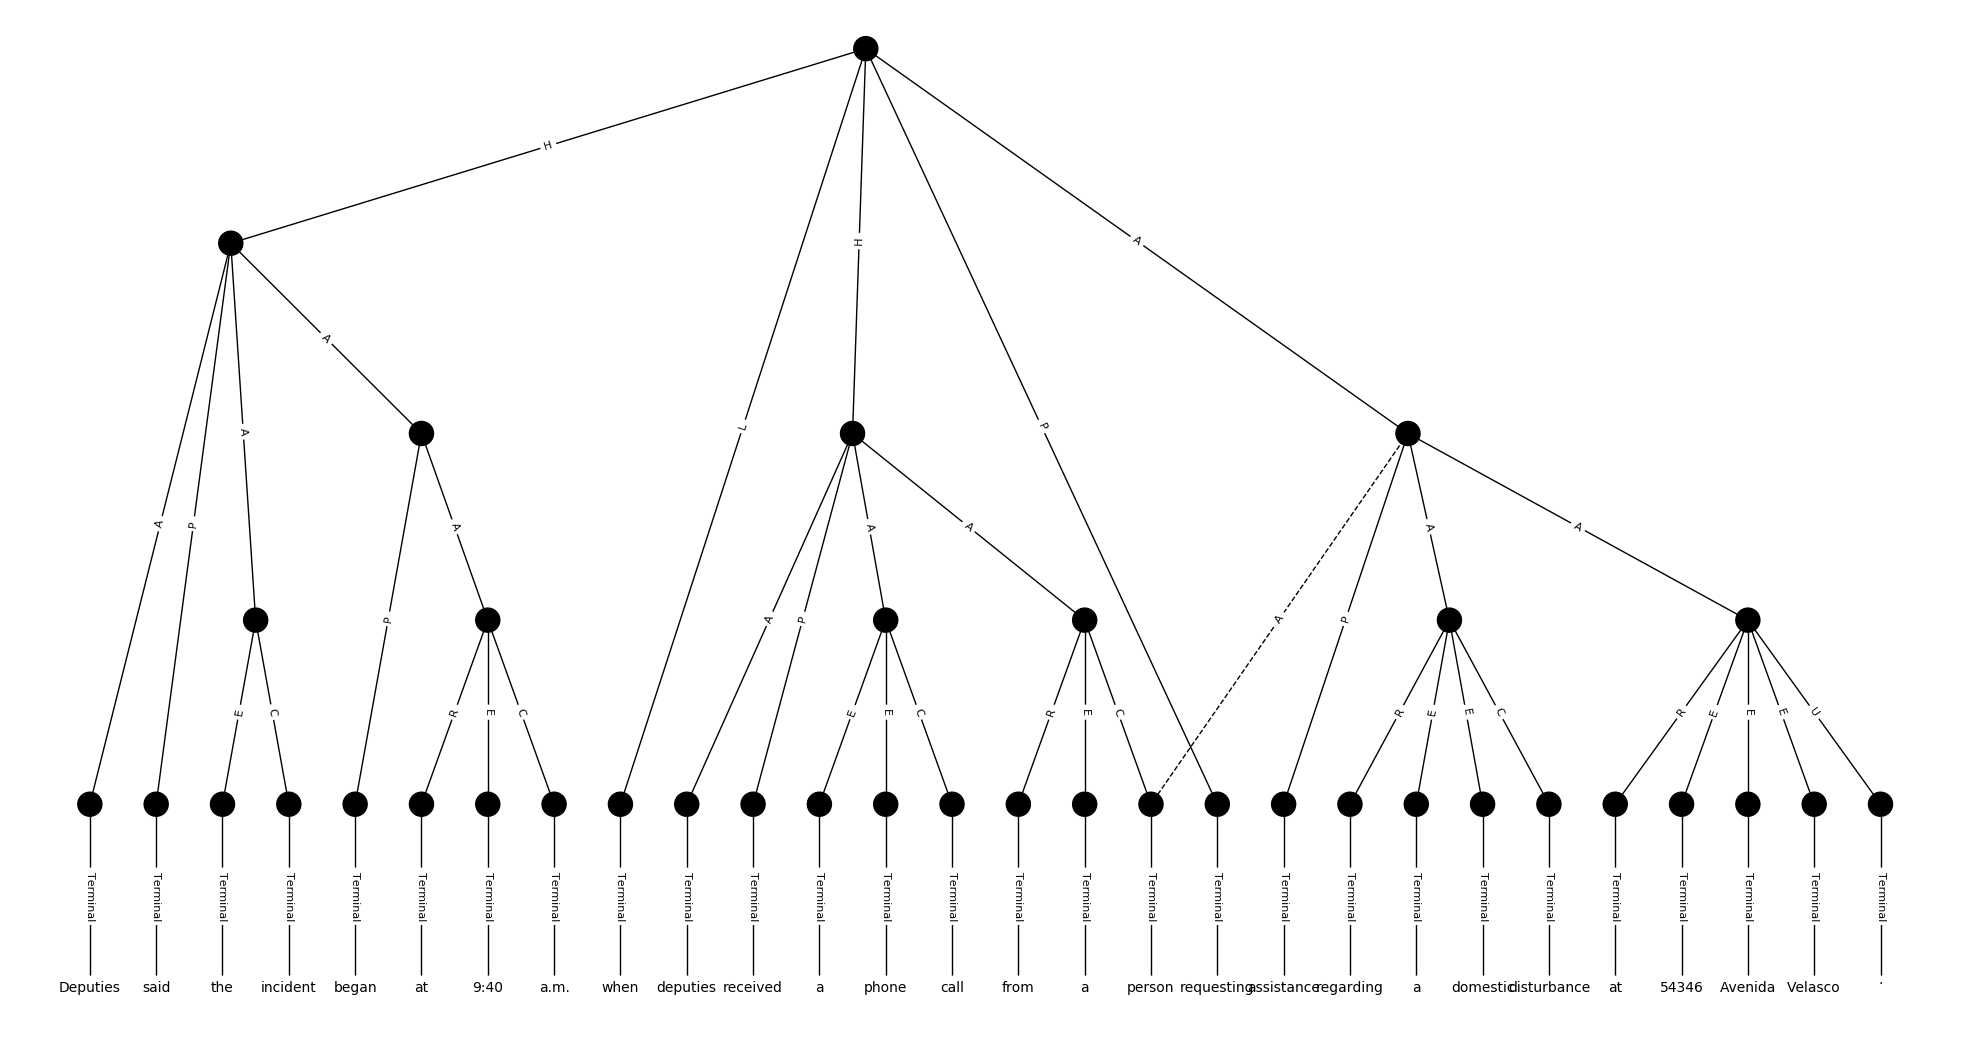 H
A
H
A
L
P
A
A
P
A
A
A
A
A
P
P
A
P
A
A
P
E
C
R
E
C
E
E
C
R
E
C
R
E
E
C
R
E
E
E
U
Terminal Terminal Terminal Terminal Terminal Terminal Terminal Terminal Terminal Terminal Terminal Terminal Terminal Terminal Terminal Terminal Terminal Terminal Terminal Terminal Terminal Terminal Terminal Terminal Terminal Terminal Terminal Terminal
Deputies said the incident began at 9:40 a.m. when deputies received a phone call from a person requesting assistance regarding a domestic disturbance at 54346 Avenida Velasco .